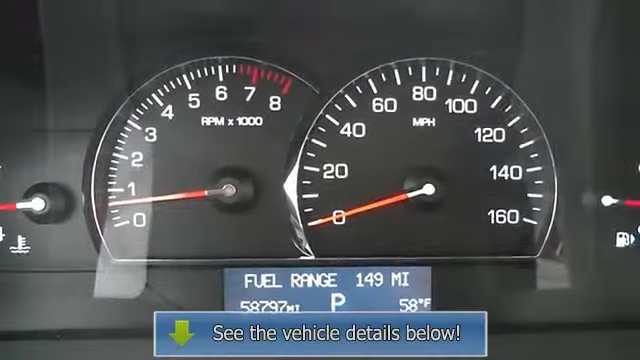 0 1 2 3 4 5 6 7 8
RPM x 1000
0 20 40 60 80 100 120 140 160
MPH
FUEL RANGE 149 MI
58797MI P 58°F
See the vehicle details below!